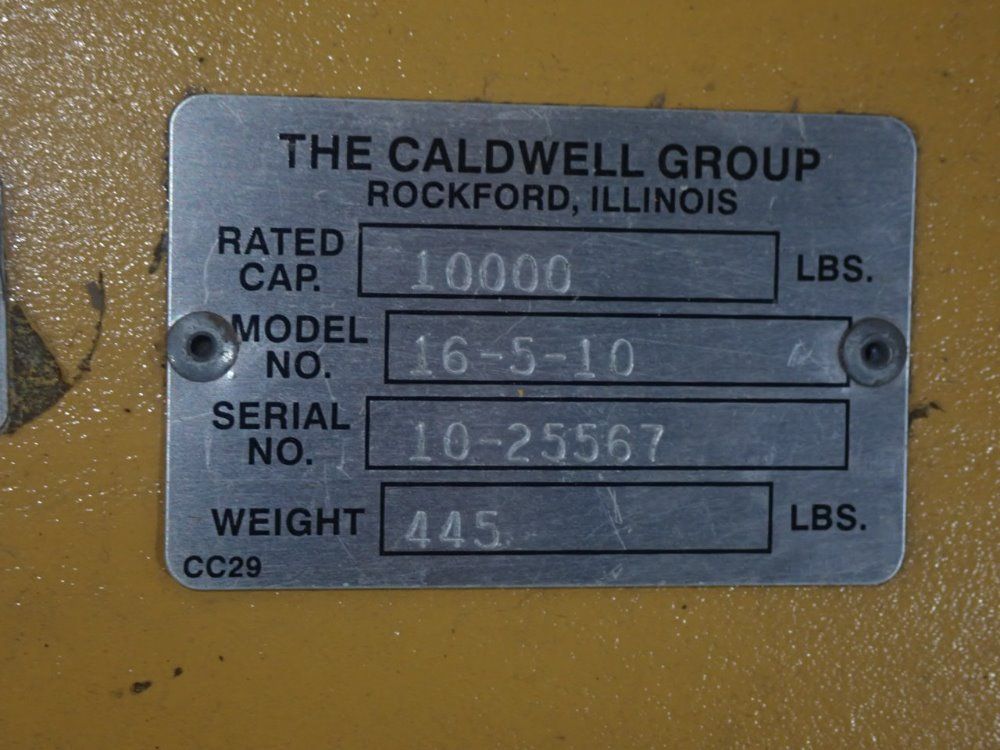 THE CALDWELL GROUP
ROCKFORD, ILLINOIS
RATED CAP. 10000 LBS.
MODEL NO. 16-5-10
SERIAL NO. 10-25567
WEIGHT 445 LBS.
CC29